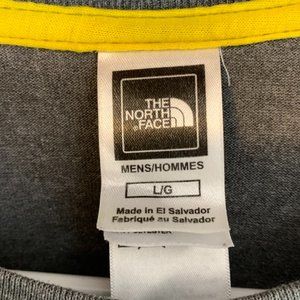 THE
NORTH
FACE
MENS/HOMMES
L/G
Made in El Salvador
Fabriqué au Salvador